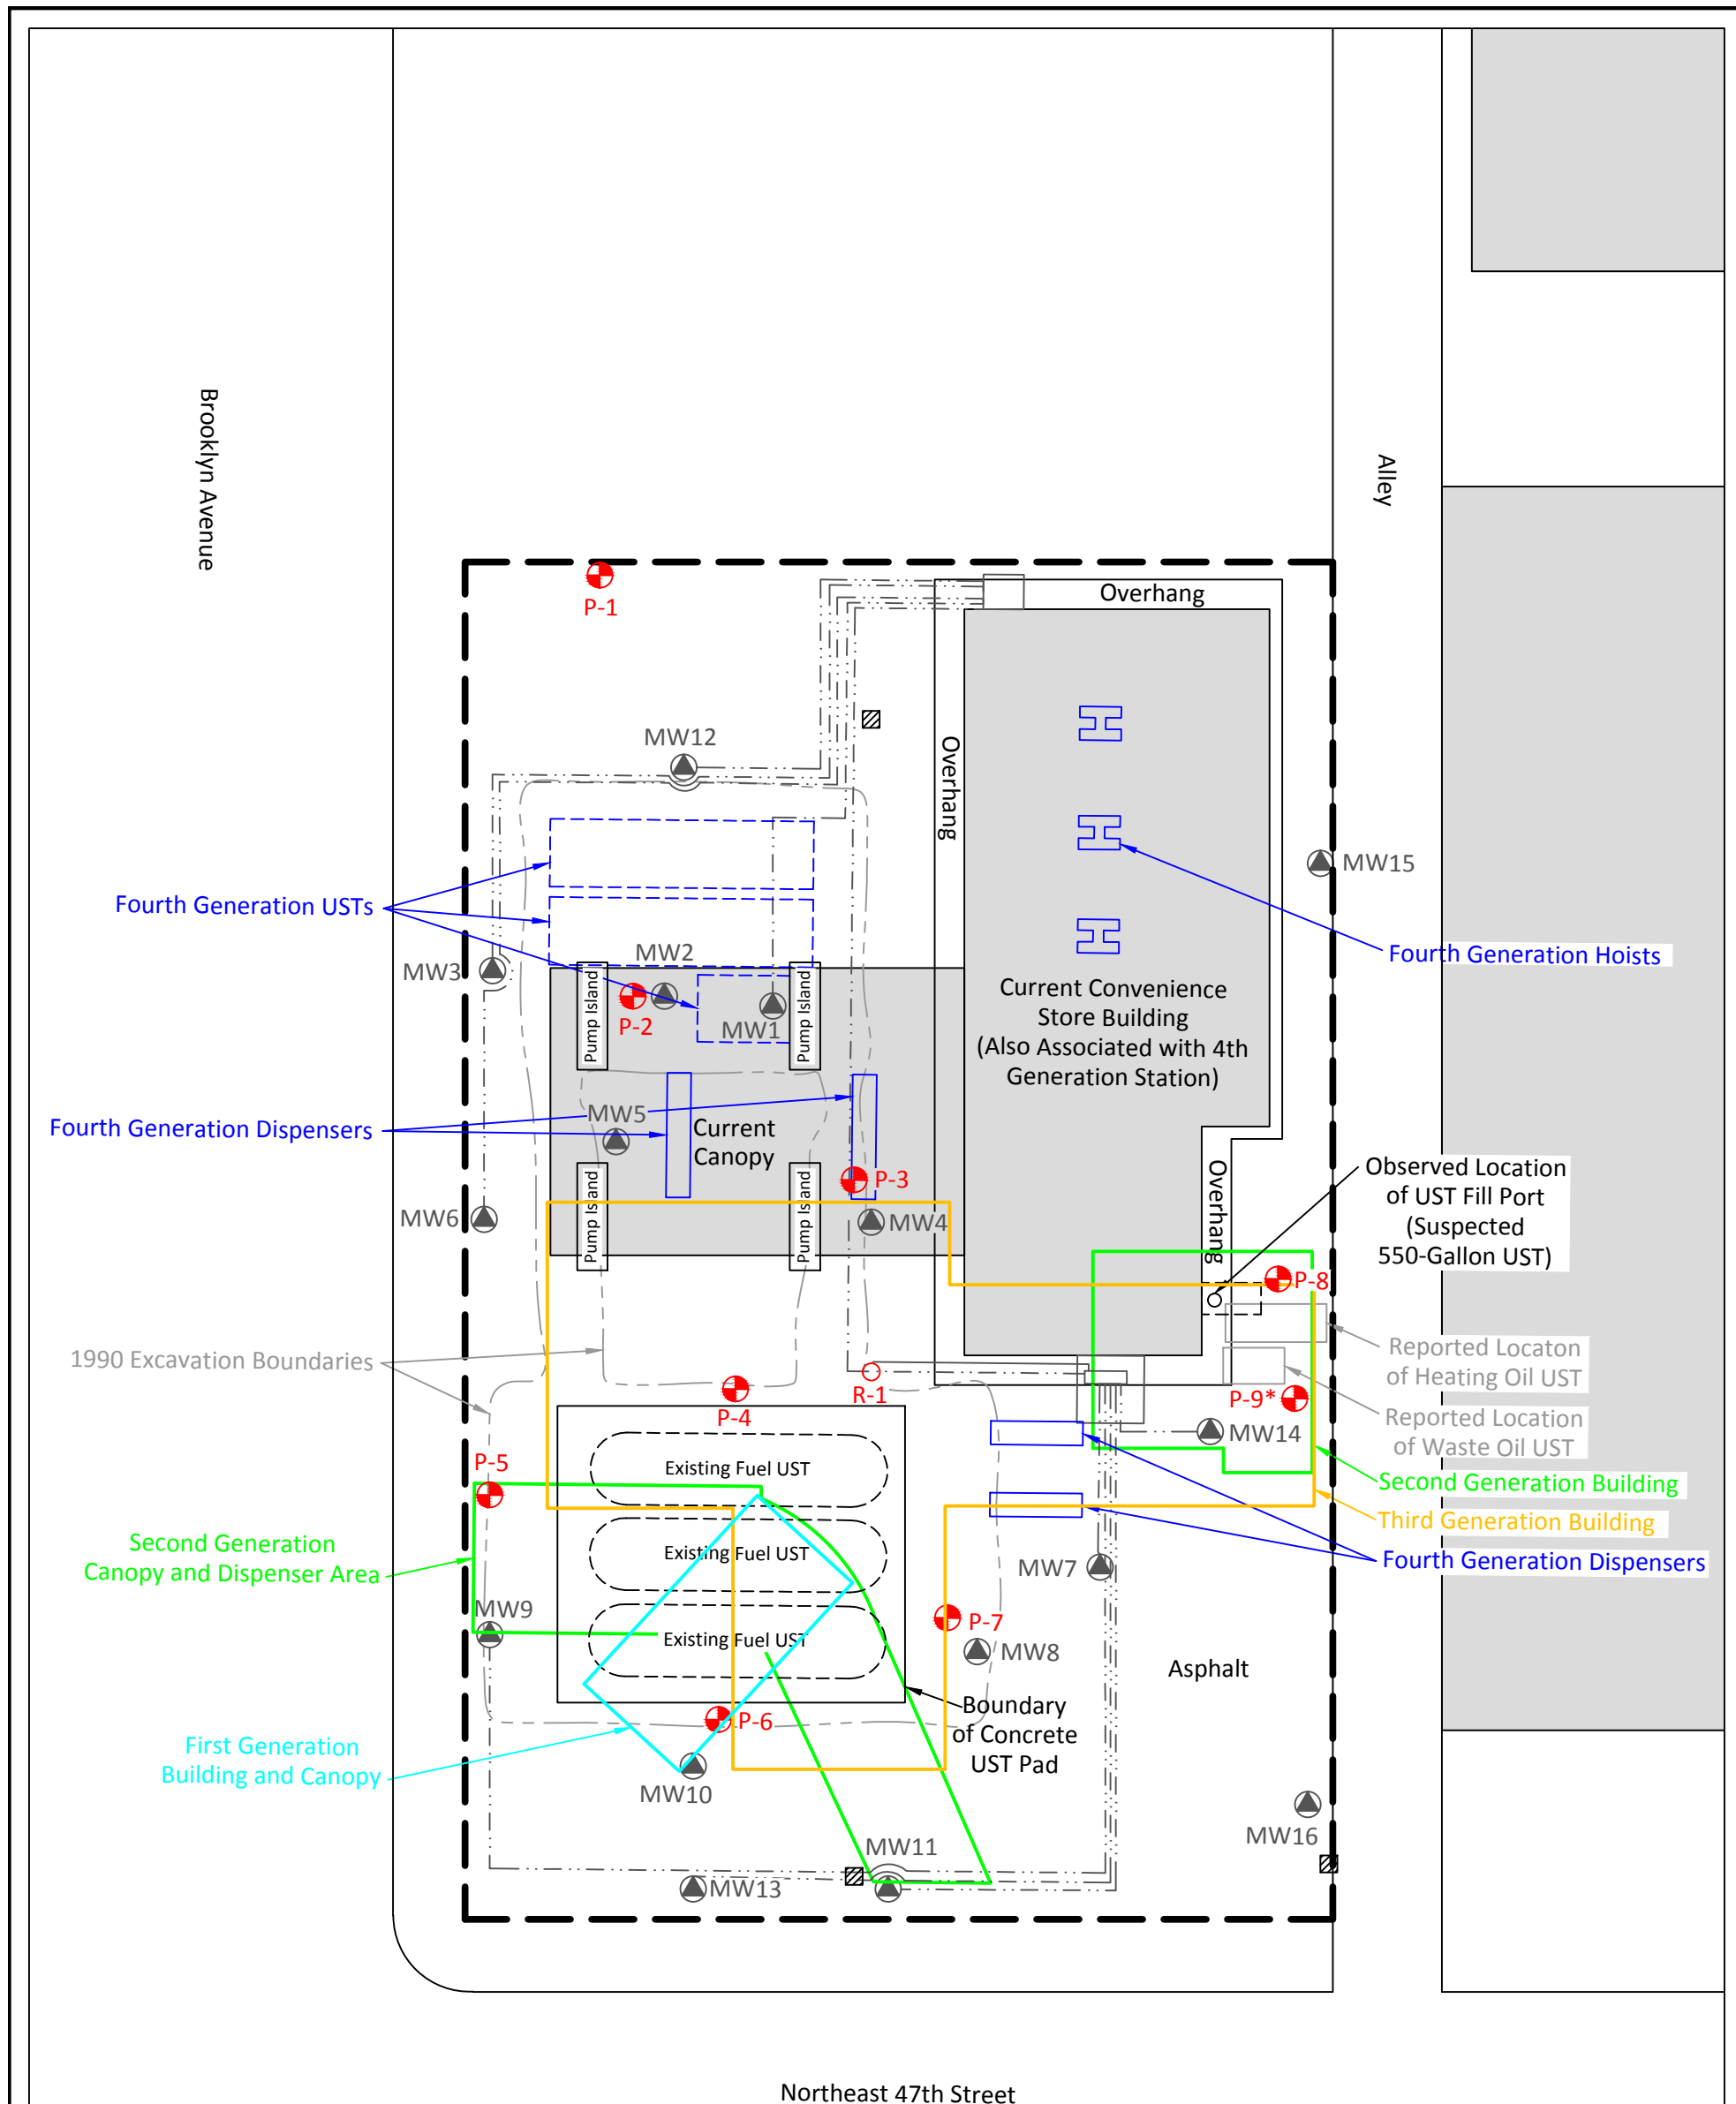 Brooklyn Avenue
Alley
P-1
Overhang
MW12
Overhang
MW15
Fourth Generation USTs
Fourth Generation Hoists
MW2
MW3
Pump Island
Pump Island
Current Convenience
Store Building
(Also Associated with 4th
Generation Station)
P-2
MW1
MW5
Fourth Generation Dispensers
Current
Canopy
Overhang
Observed Location
of UST Fill Port
(Suspected
550-Gallon UST)
P-3
Pump Island
Pump Island
MW6
MW4
P-8
1990 Excavation Boundaries
Reported Locaton
of Heating Oil UST
R-1
P-9*
P-4
Reported Location
of Waste Oil UST
MW14
P-5
Existing Fuel UST
Second Generation Building
Third Generation Building
Second Generation
Canopy and Dispenser Area
Existing Fuel UST
Fourth Generation Dispensers
MW7
MW9
P-7
Existing Fuel UST
MW8
Asphalt
Boundary
of Concrete
UST Pad
P-6
First Generation
Building and Canopy
MW10
MW16
MW11
MW13
Northeast 47th Street